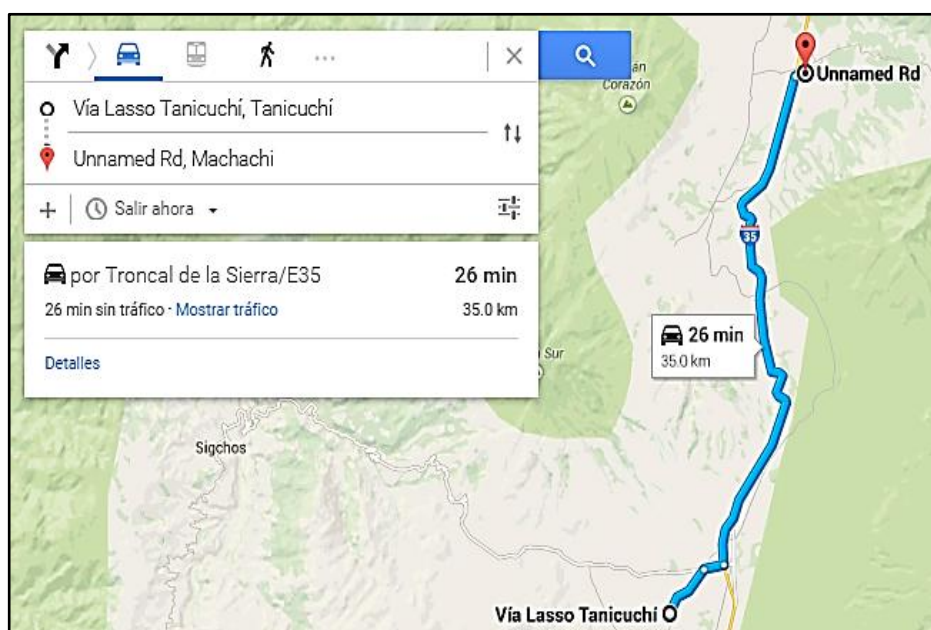 Vía Lasso Tanicuchí, Tanicuchí
Unnamed Rd, Machachi
Salir ahora
por Troncal de la Sierra/E35 26 min
26 min sin tráfico · Mostrar tráfico 35.0 km
Detalles
Corazón
Unnamed Rd
35
26 min
35.0 km
Sur
Sigchos
Vía Lasso Tanicuchí